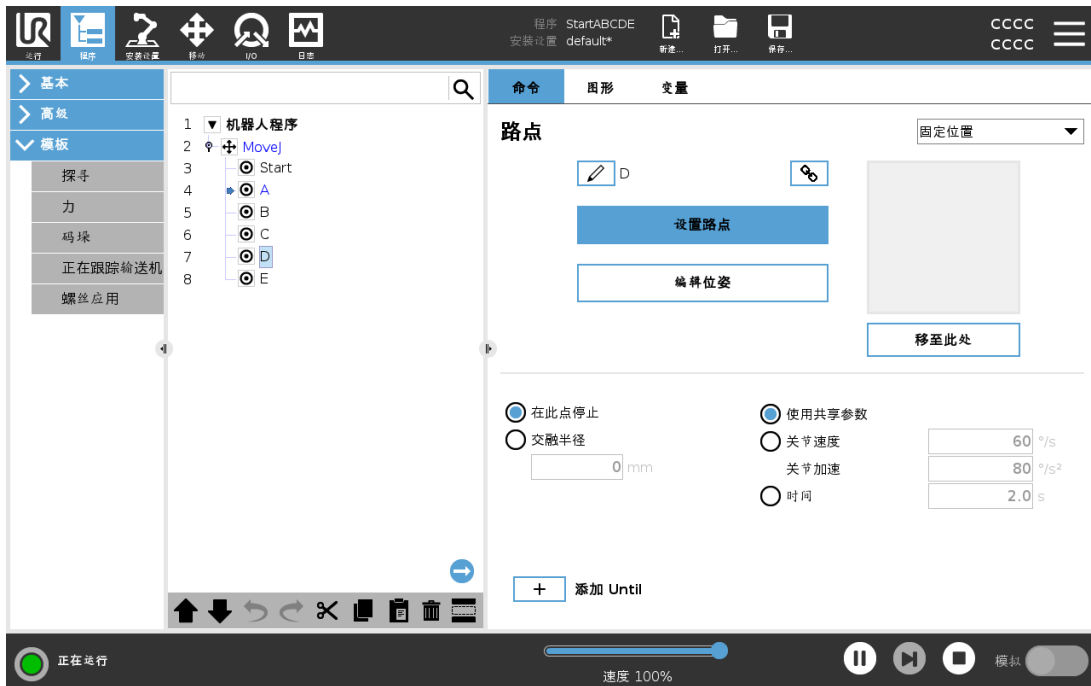 程序 StartABCDE
安装设置 default*
CCCC
CCCC
运行 程序 安装设置 移动 I/O 日志 新建... 打开... 保存...
基本
高级
模板
探寻
力
码垛
正在跟踪输送机
螺丝应用
1 机器人程序
2 MoveJ
3 Start
4 A
5 B
6 C
7 D
8 E
命令 图形 变量
路点 固定位置
D
设置路点
编辑位姿
移至此处
在此点停止 使用共享参数
交融半径 关节速度 60 °/s
0 mm 关节加速 80 °/s²
时间 2.0 s
添加 Until
正在运行
速度 100%
模拟